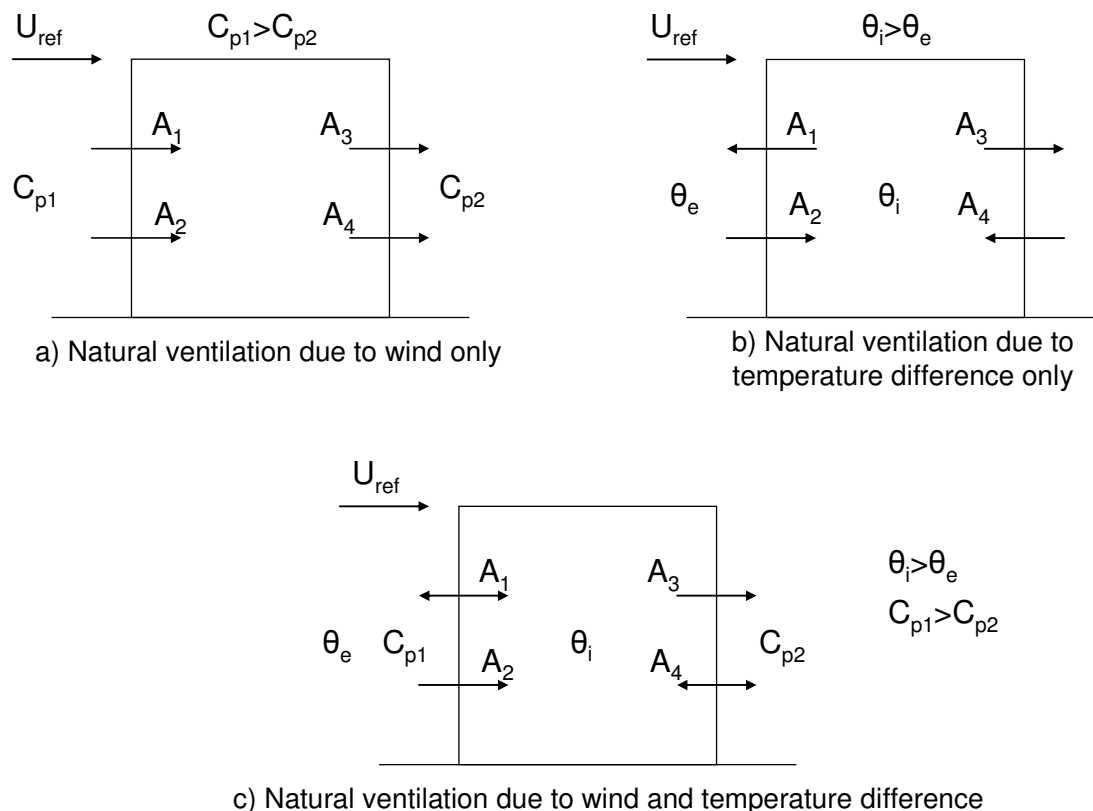 U_ref
C_p1>C_p2
A_1
A_3
C_p1
C_p2
A_2
A_4
a) Natural ventilation due to wind only
U_ref
θ_i>θ_e
A_1
A_3
θ_e
θ_i
A_2
A_4
b) Natural ventilation due to
temperature difference only
U_ref
A_1
A_3
θ_i>θ_e
C_p1>C_p2
θ_e
C_p1
θ_i
C_p2
A_2
A_4
c) Natural ventilation due to wind and temperature difference